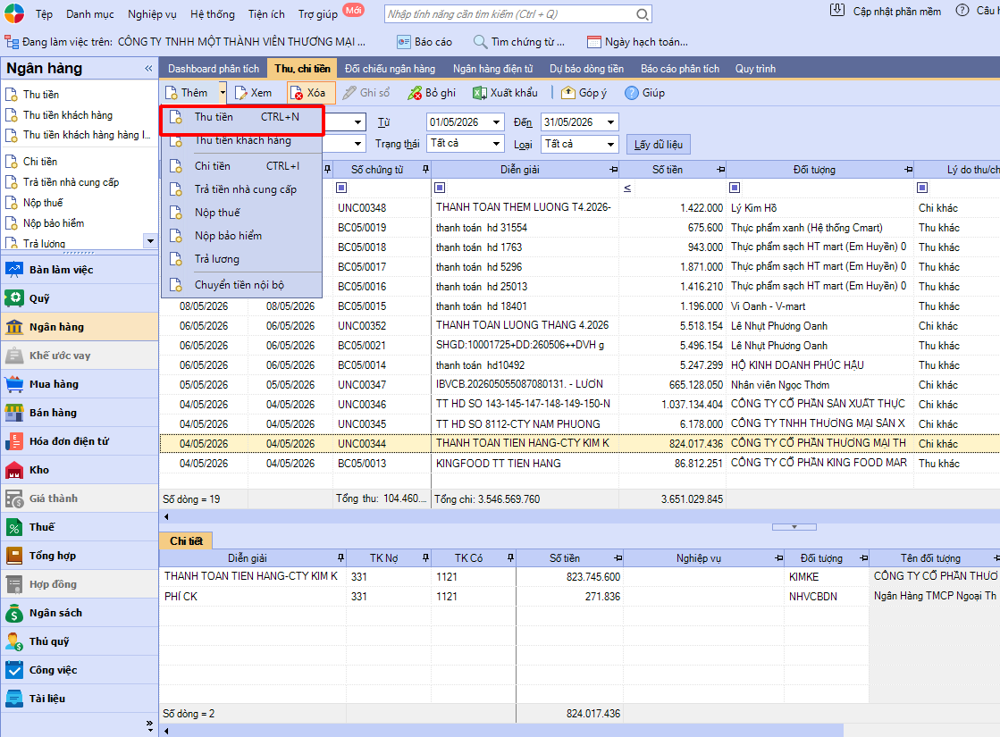 Tệp Danh mục Nghiệp vụ Hệ thống Tiện ích Trợ giúp Mới Nhập tính năng cần tìm kiếm (Ctrl + Q) Cập nhật phần mềm Câu
Đang làm việc trên: CÔNG TY TNHH MỘT THÀNH VIÊN THƯƠNG MẠI ... Báo cáo Tìm chứng từ ... Ngày hạch toán...
Ngân hàng «
Thu tiền
Thu tiền khách hàng
Thu tiền khách hàng hàng l...
Chi tiền
Trả tiền nhà cung cấp
Nộp thuế
Nộp bảo hiểm
Trả lương
Bàn làm việc
Quỹ
Ngân hàng
Khế ước vay
Mua hàng
Bán hàng
Hóa đơn điện tử
Kho
Giá thành
Thuế
Tổng hợp
Hợp đồng
Ngân sách
Thủ quỹ
Công việc
Tài liệu
»
Dashboard phân tích Thu, chi tiền Đối chiếu ngân hàng Ngân hàng điện tử Dự báo dòng tiền Báo cáo phân tích Quy trình
Thêm Xem Xóa Ghi sổ Bỏ ghi Xuất khẩu Góp ý Giúp
Thu tiền CTRL+N
Thu tiền khách hàng
Chi tiền CTRL+I
Trả tiền nhà cung cấp
Nộp thuế
Nộp bảo hiểm
Trả lương
Chuyển tiền nội bộ
Từ 01/05/2026 Đến 31/05/2026
Trạng thái Tất cả Loại Tất cả Lấy dữ liệu
Số chứng từ Diễn giải Số tiền Đối tượng Lý do thu/ch
≤
UNC00348 THANH TOAN THEM LUONG T4.2026- 1.422.000 Lý Kim Hồ Chi khác
BC05/0019 thanh toán hd 31554 675.600 Thực phẩm xanh (Hệ thống Cmart) Thu khác
BC05/0018 thanh toán hd 1763 943.000 Thực phẩm sạch HT mart (Em Huyền) 0 Thu khác
BC05/0017 thanh toán hd 5296 1.871.000 Thực phẩm sạch HT mart (Em Huyền) 0 Thu khác
BC05/0016 thanh toán hd 25013 1.416.210 Thực phẩm sạch HT mart (Em Huyền) 0 Thu khác
08/05/2026 08/05/2026 BC05/0015 thanh toán hd 18401 1.196.000 Vi Oanh - V-mart Thu khác
06/05/2026 06/05/2026 UNC00352 THANH TOAN LUONG THANG 4.2026 5.518.154 Lê Nhựt Phương Oanh Chi khác
06/05/2026 06/05/2026 BC05/0021 SHGD:10001725+DD:260506++DVH g 5.496.154 Lê Nhựt Phương Oanh Thu khác
06/05/2026 06/05/2026 BC05/0014 thanh toán hd10492 5.247.299 HỘ KINH DOANH PHÚC HẬU Thu khác
05/05/2026 05/05/2026 UNC00347 IBVCB.202605055087080131. - LƯƠN 665.128.050 Nhân viên Ngọc Thơm Chi khác
04/05/2026 04/05/2026 UNC00346 TT HD SO 143-145-147-148-149-150-N 1.037.134.404 CÔNG TY CỔ PHẦN SẢN XUẤT THỰC Chi khác
04/05/2026 04/05/2026 UNC00345 TT HD SO 8112-CTY NAM PHUONG 6.178.000 CÔNG TY TNHH THƯƠNG MẠI SẢN X Chi khác
04/05/2026 04/05/2026 UNC00344 THANH TOAN TIEN HANG-CTY KIM K 824.017.436 CÔNG TY CỔ PHẦN THƯƠNG MẠI TH Chi khác
04/05/2026 04/05/2026 BC05/0013 KINGFOOD TT TIEN HANG 86.812.251 CÔNG TY CỔ PHẦN KING FOOD MAR Thu khác
Số dòng = 19 Tổng thu: 104.460.... Tổng chi: 3.546.569.760 3.651.029.845
Chi tiết
Diễn giải TK Nợ TK Có Số tiền Nghiệp vụ Đối tượng Tên đối tượng
THANH TOAN TIEN HANG-CTY KIM K 331 1121 823.745.600 KIMKE CÔNG TY CỔ PHẦN THƯƠ
PHÍ CK 331 1121 271.836 NHVCBDN Ngân Hàng TMCP Ngoại Th
Số dòng = 2 824.017.436